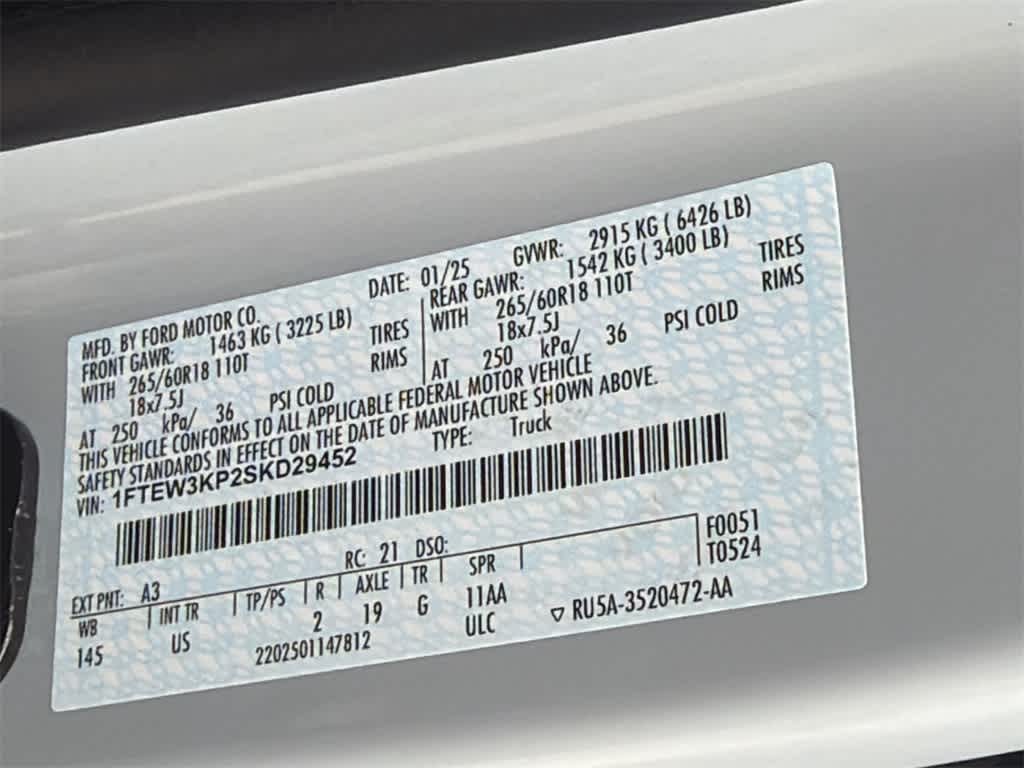 MFD. BY FORD MOTOR CO. DATE: 01/25 GVWR: 2915 KG ( 6426 LB)
FRONT GAWR: 1463 KG ( 3225 LB) REAR GAWR: 1542 KG ( 3400 LB)
WITH 265/60R18 110T TIRES WITH 265/60R18 110T TIRES
18x7.5J RIMS 18x7.5J RIMS
AT 250 kPa/ 36 PSI COLD AT 250 kPa/ 36 PSI COLD
THIS VEHICLE CONFORMS TO ALL APPLICABLE FEDERAL MOTOR VEHICLE
SAFETY STANDARDS IN EFFECT ON THE DATE OF MANUFACTURE SHOWN ABOVE.
VIN: 1FTEW3KP2SKD29452 TYPE: Truck
EXT PNT: A3 RC: 21 DSO: F0051
WB INT TR TP/PS R AXLE TR SPR T0524
145 US 2 19 G 11AA
2202501147812 ULC ▽ RU5A-3520472-AA